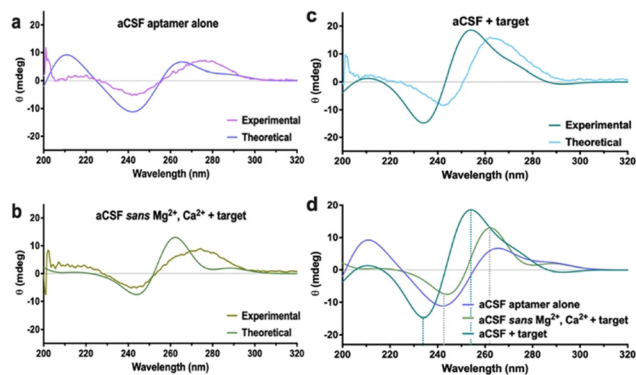 a
aCSF aptamer alone
θ (mdeg)
20
10
0
-10
-20
Experimental
Theoretical
200 220 240 260 280 300 320
Wavelength (nm)
c
aCSF + target
θ (mdeg)
20
10
0
-10
-20
Experimental
Theoretical
200 220 240 260 280 300 320
Wavelength (nm)
b
aCSF sans Mg²⁺, Ca²⁺ + target
θ (mdeg)
20
10
0
-10
-20
Experimental
Theoretical
200 220 240 260 280 300 320
Wavelength (nm)
d
θ (mdeg)
20
10
0
-10
-20
aCSF aptamer alone
aCSF sans Mg²⁺, Ca²⁺ + target
aCSF + target
200 220 240 260 280 300 320
Wavelength (nm)